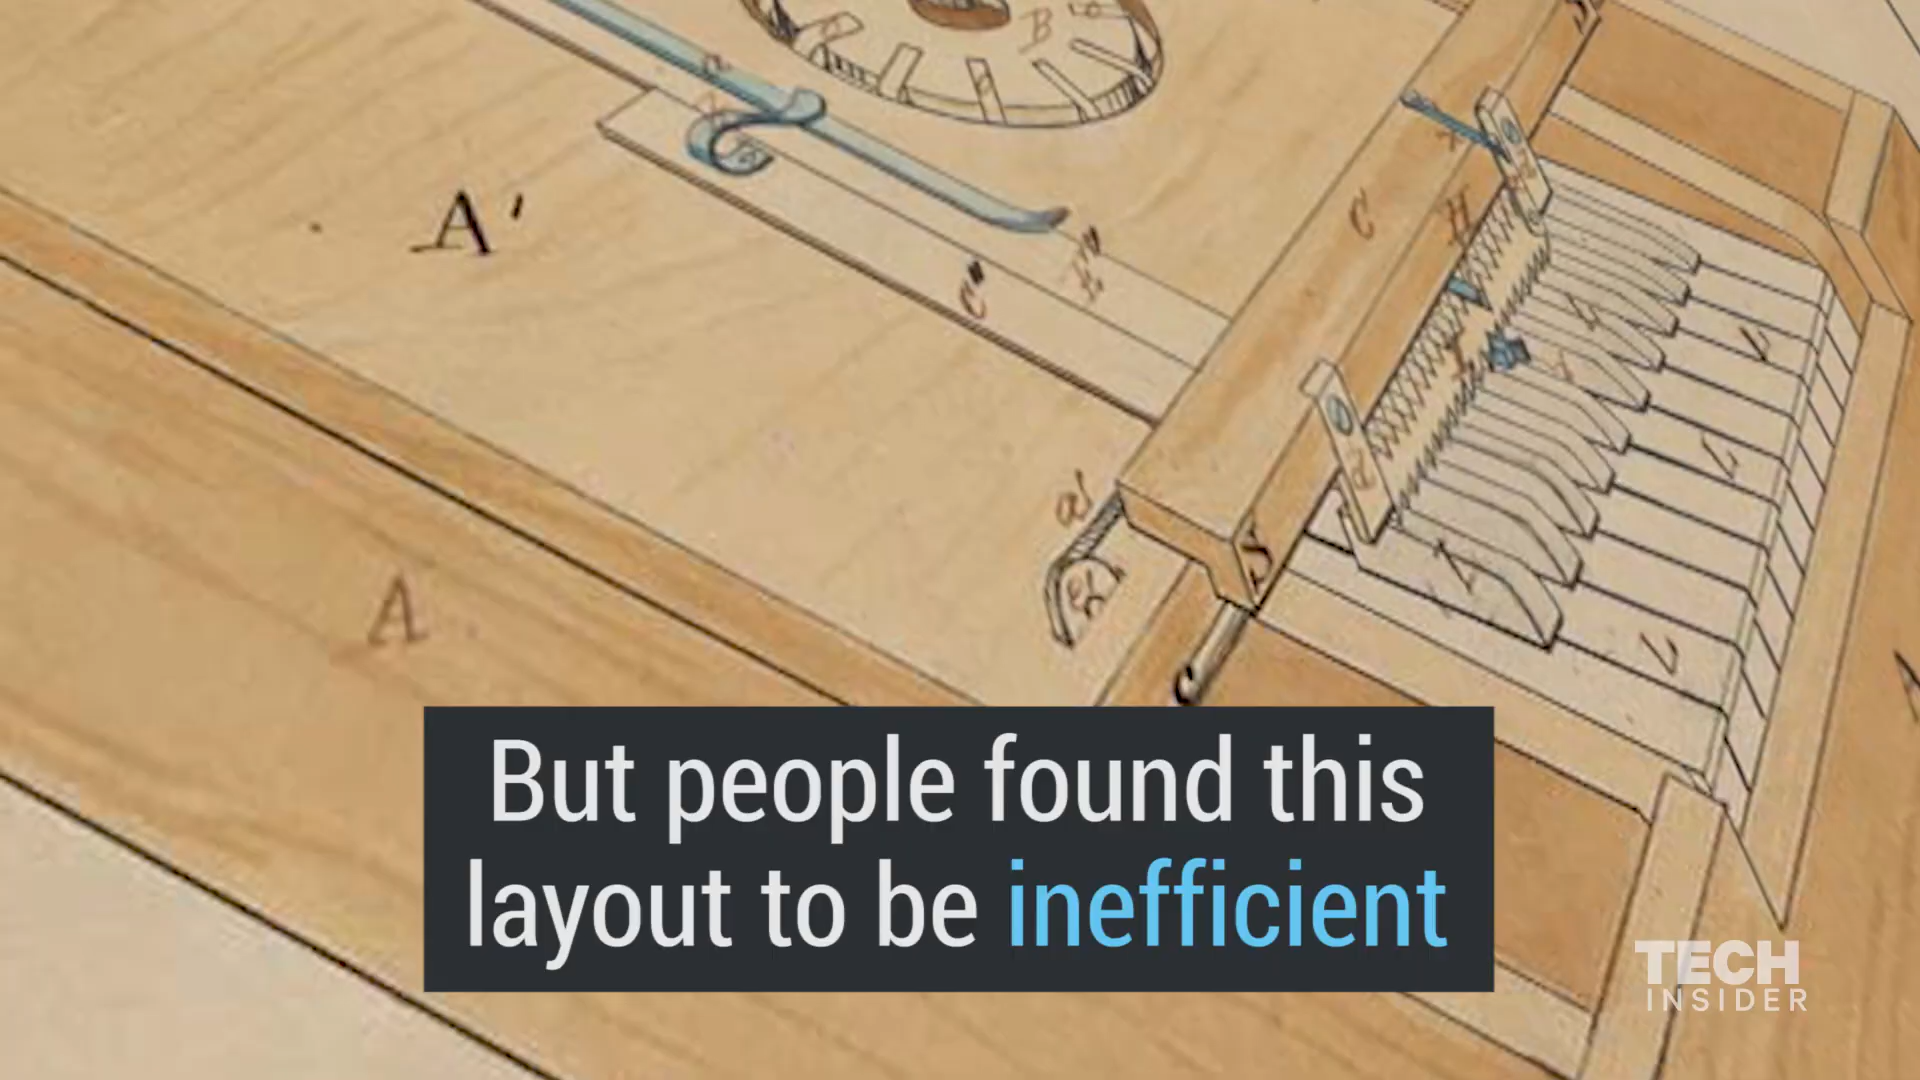 B
a
A'
C
H
c"
L
L
a'
A
S
L
c
But people found this
layout to be inefficient
TECH
INSIDER